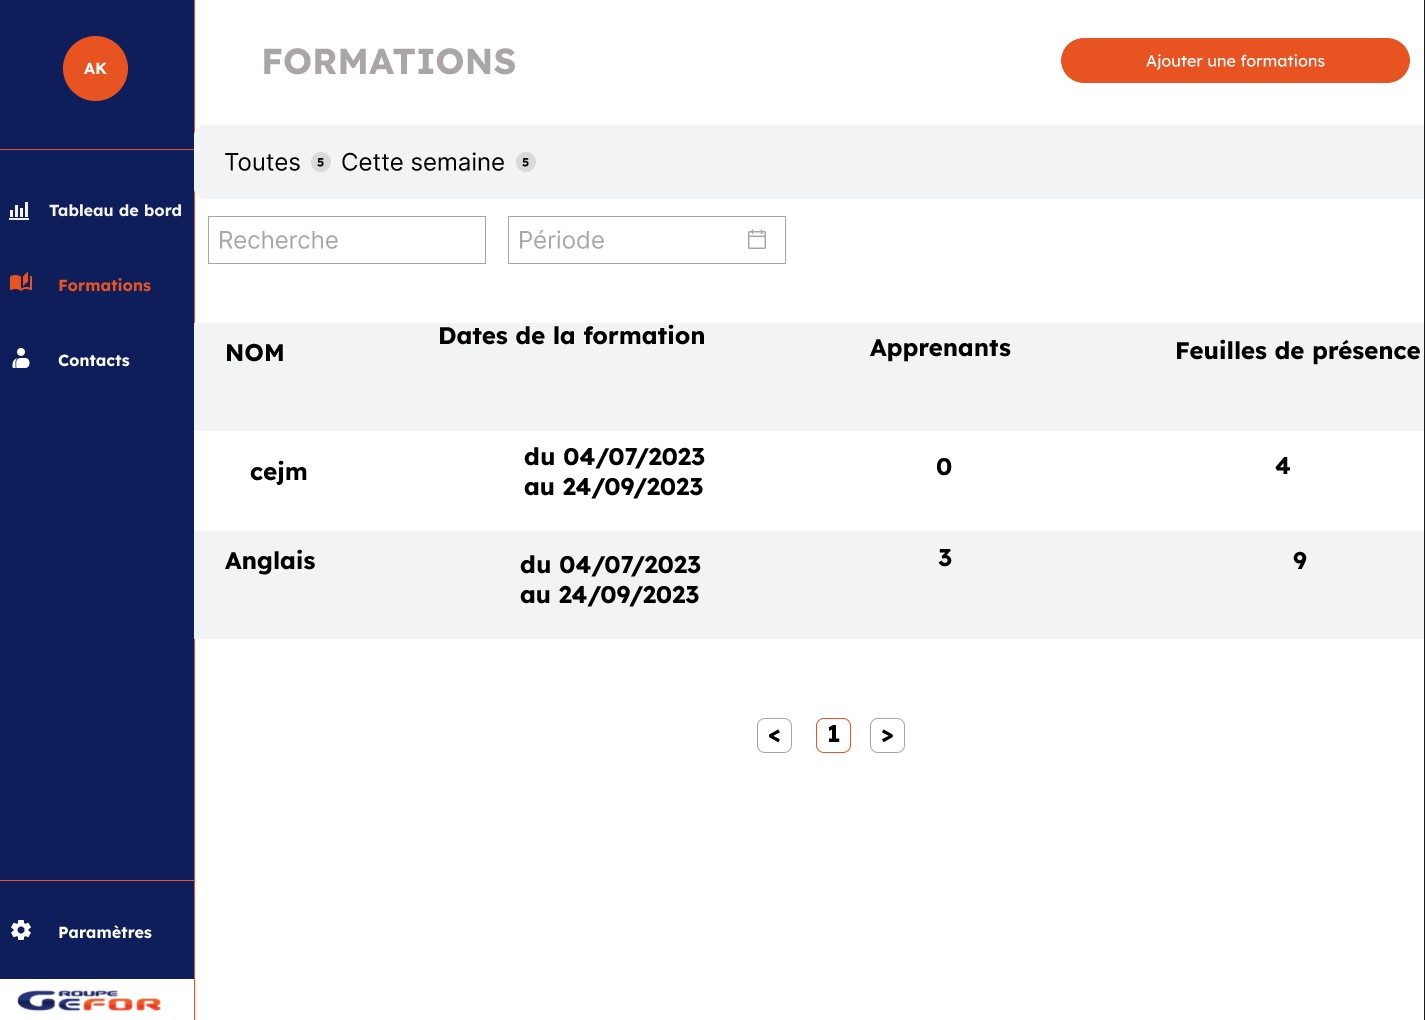 AK
FORMATIONS
Ajouter une formations
Toutes 5 Cette semaine 5
Tableau de bord
Recherche
Période
Formations
Contacts
NOM
Dates de la formation
Apprenants
Feuilles de présence
cejm
du 04/07/2023
au 24/09/2023
0
4
Anglais
du 04/07/2023
au 24/09/2023
3
9
< 1 >
Paramètres
GROUPE
GEFOR